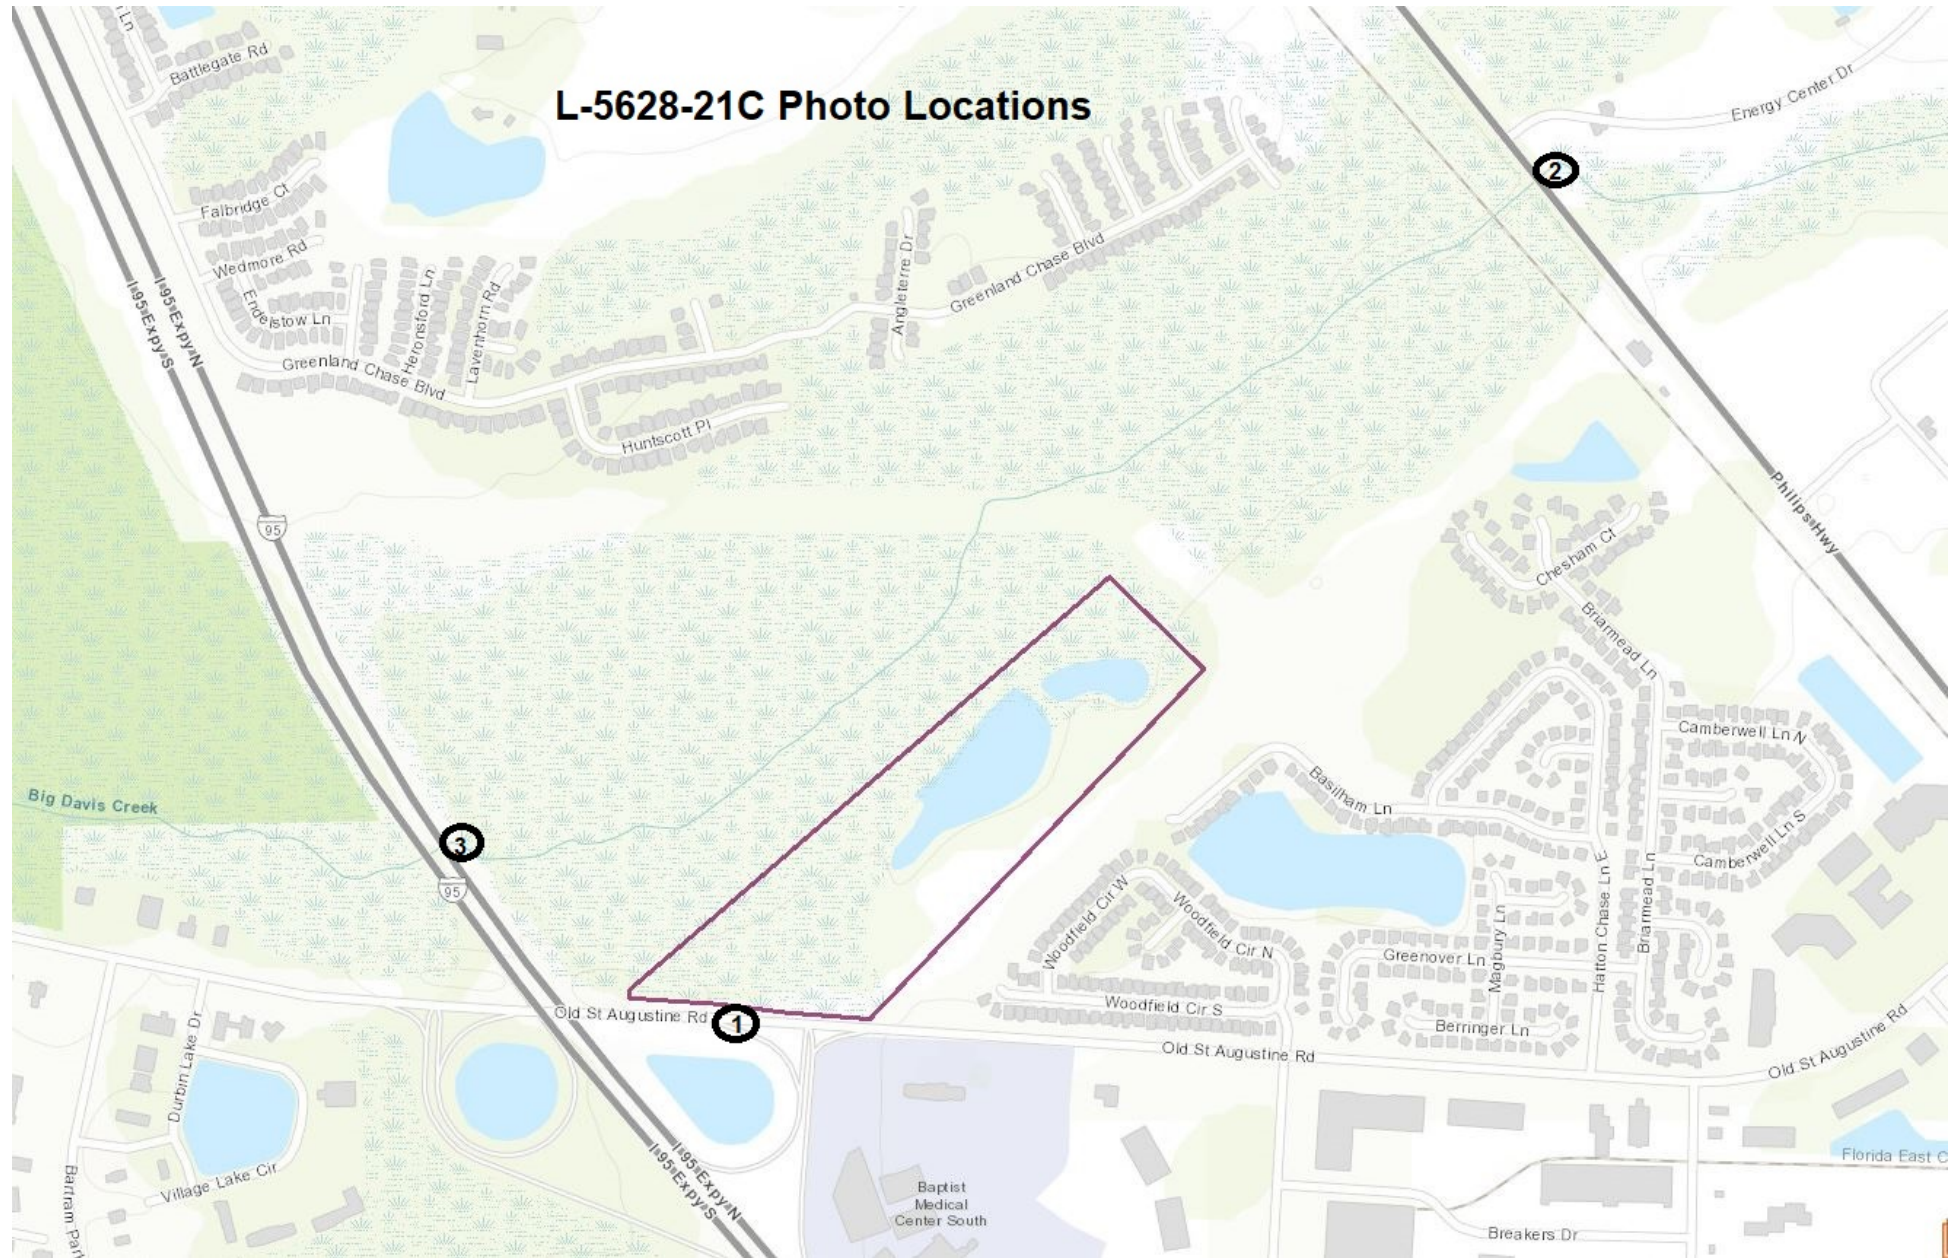 L-5628-21C Photo Locations
Ln
Battlegate Rd
Energy Center Dr
2
Falbridge Ct
Wedmore Rd
Endelstow Ln
Heronsford Ln
Lavenhorn Rd
Angleterre Dr
Greenland Chase Blvd
I-95 Expy S
I-95 Expy N
Greenland Chase Blvd
Huntscott Pl
Philips Hwy
95
Chesham Ct
Briarmead Ln
Camberwell Ln N
Basilham Ln
Big Davis Creek
3
95
Camberwell Ln S
Woodfield Cir W
Woodfield Cir N
Magbury Ln
Hatton Chase Ln E
Briarmead Ln
Greenover Ln
Woodfield Cir S
Berringer Ln
Old St Augustine Rd
1
Old St Augustine Rd
Old St Augustine Rd
Durbin Lake Dr
Village Lake Cir
Bartram Park
I-95 Expy S
I-95 Expy N
Baptist
Medical
Center South
Florida East C
Breakers Dr